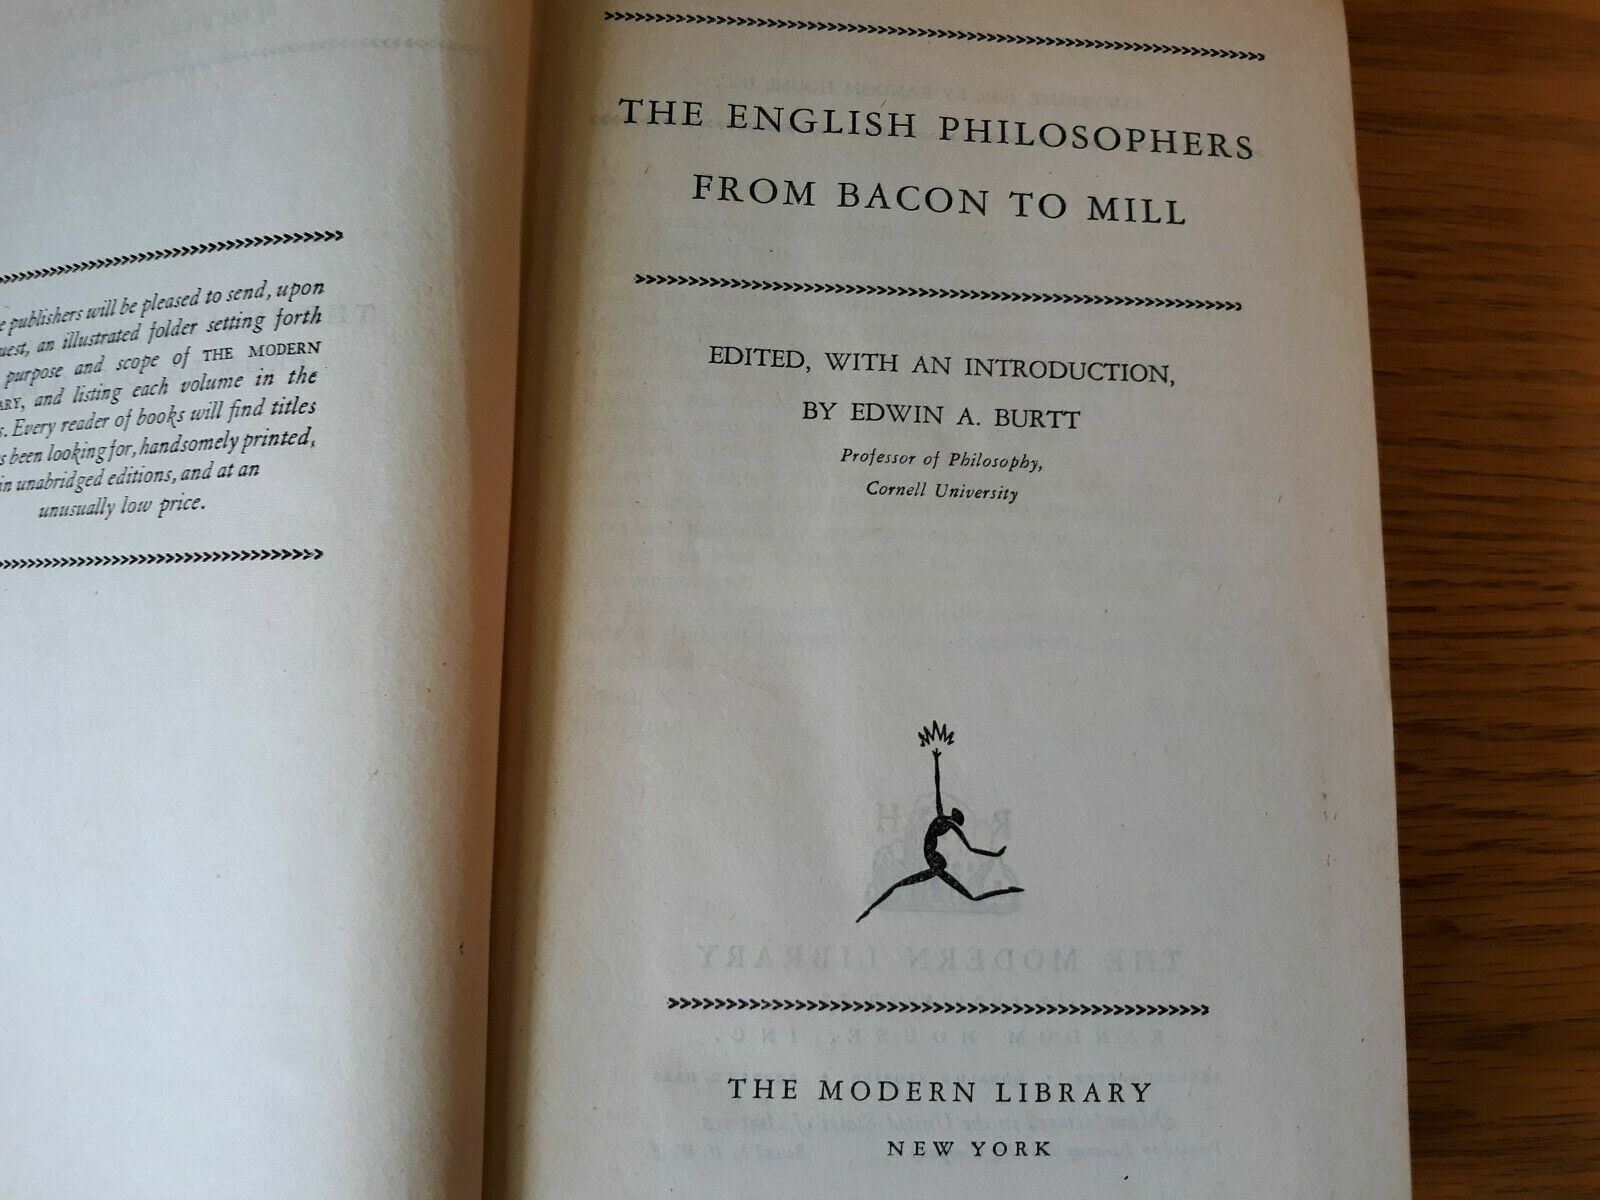 e publishers will be pleased to send, upon
uest, an illustrated folder setting forth
purpose and scope of THE MODERN
ARY, and listing each volume in the
s. Every reader of books will find titles
s been looking for, handsomely printed,
in unabridged editions, and at an
unusually low price.
THE ENGLISH PHILOSOPHERS
FROM BACON TO MILL
EDITED, WITH AN INTRODUCTION,
BY EDWIN A. BURTT
Professor of Philosophy,
Cornell University
THE MODERN LIBRARY
NEW YORK